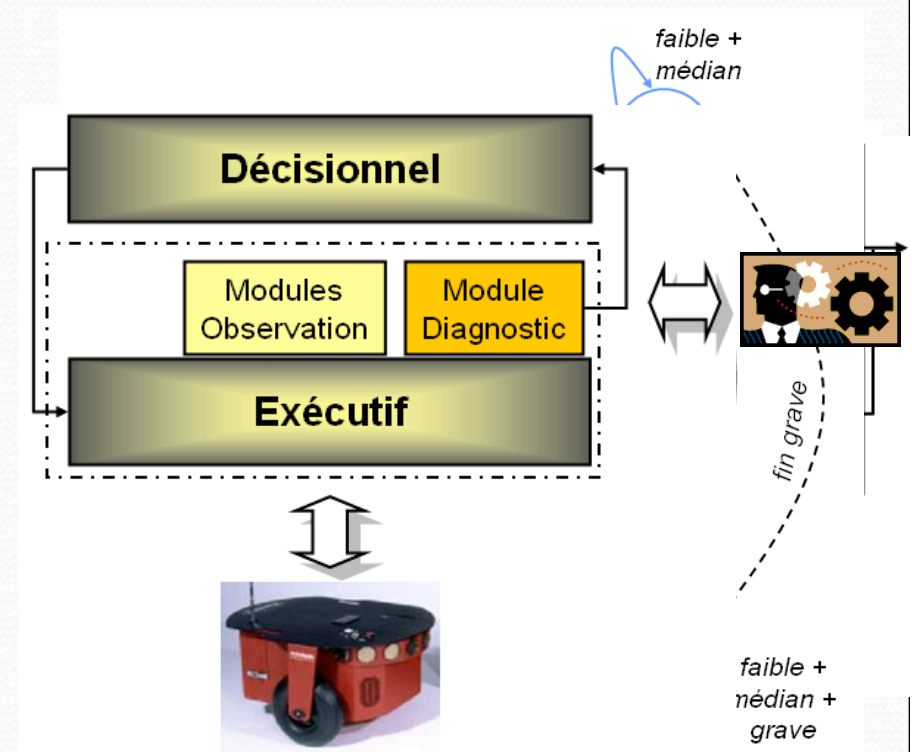 faible +
médian
Décisionnel
Modules
Observation
Module
Diagnostic
Exécutif
fin grave
faible +
médian +
grave